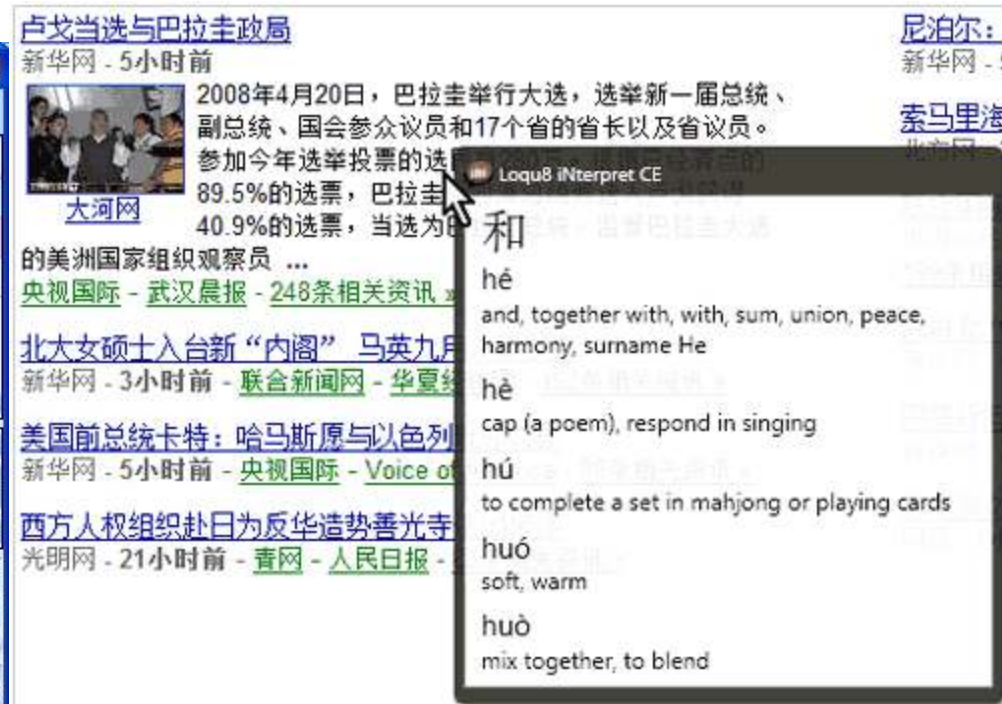 卢戈当选与巴拉圭政局
新华网 - 5小时前
2008年4月20日，巴拉圭举行大选，选举新一届总统、
副总统、国会参众议员和17个省的省长以及省议员。
参加今年选举投票的选
89.5%的选票，巴拉圭
40.9%的选票，当选为
大河网
的美洲国家组织观察员 ...
央视国际 - 武汉晨报 - 248条相关资讯 »
北大女硕士入台新“内阁” 马英九
新华网 - 3小时前 - 联合新闻网 - 华夏
美国前总统卡特：哈马斯愿与以色列
新华网 - 5小时前 - 央视国际 - Voice of
西方人权组织赴日为反华造势善光寺
光明网 - 21小时前 - 青网 - 人民日报 -
尼泊尔：
新华网 -
索马里海
Loqu8 iNterpret CE
和
hé
and, together with, with, sum, union, peace,
harmony, surname He
hè
cap (a poem), respond in singing
hú
to complete a set in mahjong or playing cards
huó
soft, warm
huò
mix together, to blend